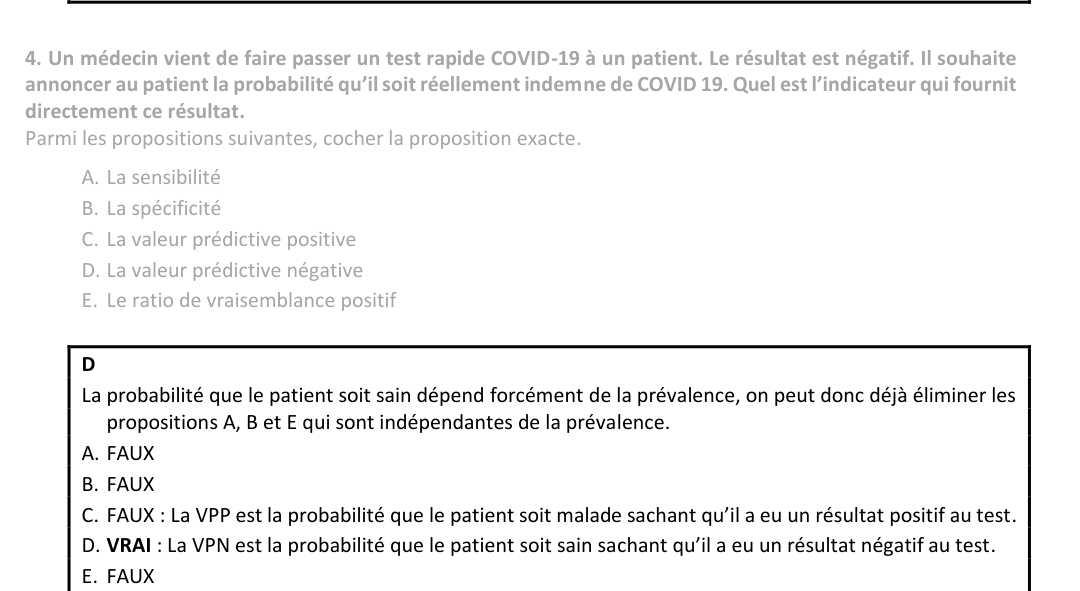 4. Un médecin vient de faire passer un test rapide COVID-19 à un patient. Le résultat est négatif. Il souhaite
annoncer au patient la probabilité qu'il soit réellement indemne de COVID 19. Quel est l'indicateur qui fournit
directement ce résultat.
Parmi les propositions suivantes, cocher la proposition exacte.
A. La sensibilité
B. La spécificité
C. La valeur prédictive positive
D. La valeur prédictive négative
E. Le ratio de vraisemblance positif
D
La probabilité que le patient soit sain dépend forcément de la prévalence, on peut donc déjà éliminer les
propositions A, B et E qui sont indépendantes de la prévalence.
A. FAUX
B. FAUX
C. FAUX : La VPP est la probabilité que le patient soit malade sachant qu'il a eu un résultat positif au test.
D. VRAI : La VPN est la probabilité que le patient soit sain sachant qu'il a eu un résultat négatif au test.
E. FAUX